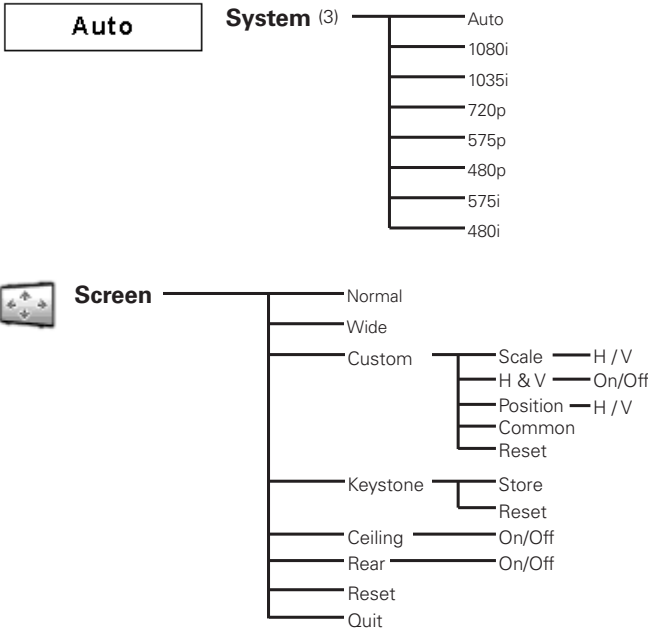 Auto
System (3)
Auto
1080i
1035i
720p
575p
480p
575i
480i
Screen
Normal
Wide
Custom
Scale
H / V
H & V
On/Off
Position
H / V
Common
Reset
Keystone
Store
Reset
Ceiling
On/Off
Rear
On/Off
Reset
Quit